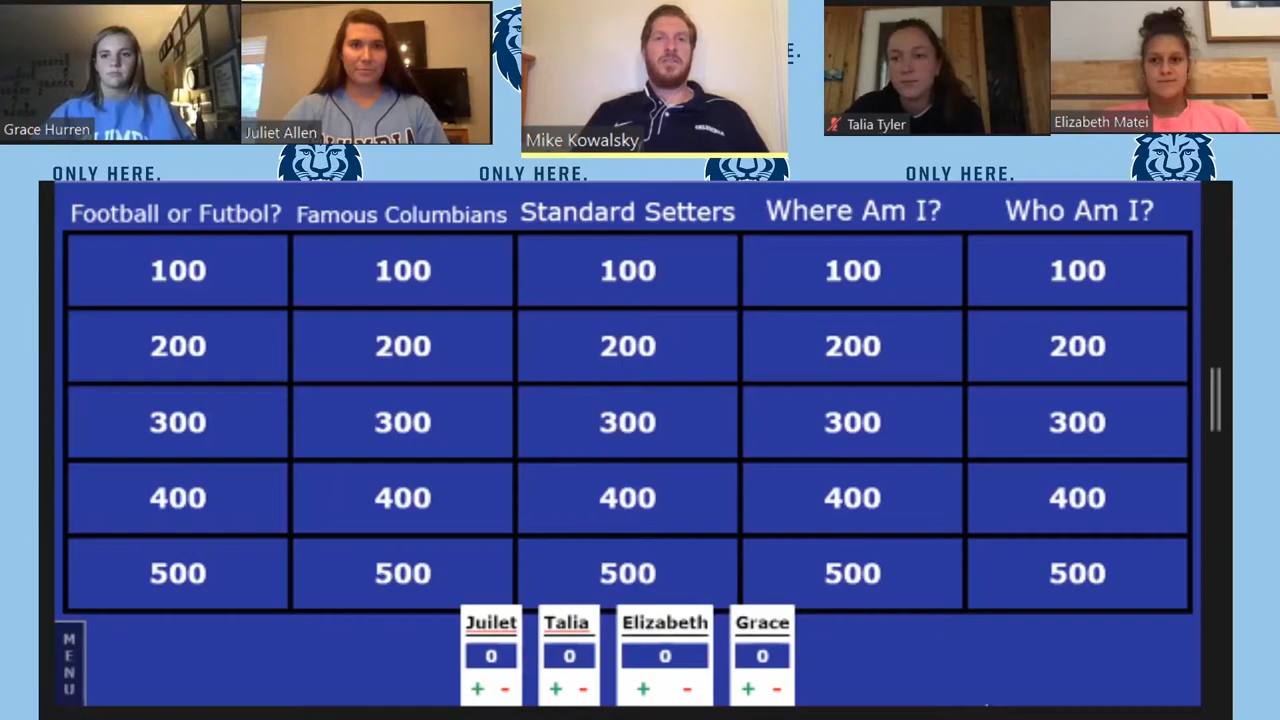 Grace Hurren
Juliet Allen
Mike Kowalsky
Talia Tyler
Elizabeth Matei
ONLY HERE.
ONLY HERE.
ONLY HERE.
Football or Futbol?
Famous Columbians
Standard Setters
Where Am I?
Who Am I?
100
100
100
100
100
200
200
200
200
200
300
300
300
300
300
400
400
400
400
400
500
500
500
500
500
MENU
Juilet
Talia
Elizabeth
Grace
0
0
0
0
+ -
+ -
+ -
+ -